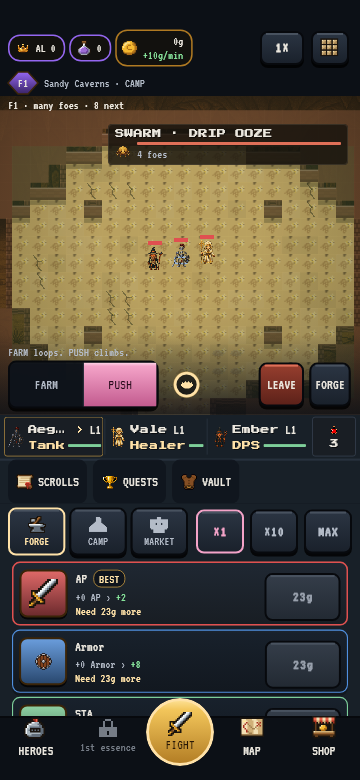 AL 0
0
0g
+10g/min
1X
F1
Sandy Caverns · CAMP
F1 · many foes · 8 next
SWARM · DRIP OOZE
4 foes
FARM loops. PUSH climbs.
FARM
PUSH
LEAVE
FORGE
Aeg… › L1
Tank
Vale L1
Healer
Ember L1
DPS
3
SCROLLS
QUESTS
VAULT
FORGE
CAMP
MARKET
X1
X10
MAX
AP BEST
+0 AP › +2
Need 23g more
23g
Armor
+0 Armor › +8
Need 23g more
23g
STA
HEROES
1st essence
FIGHT
MAP
SHOP